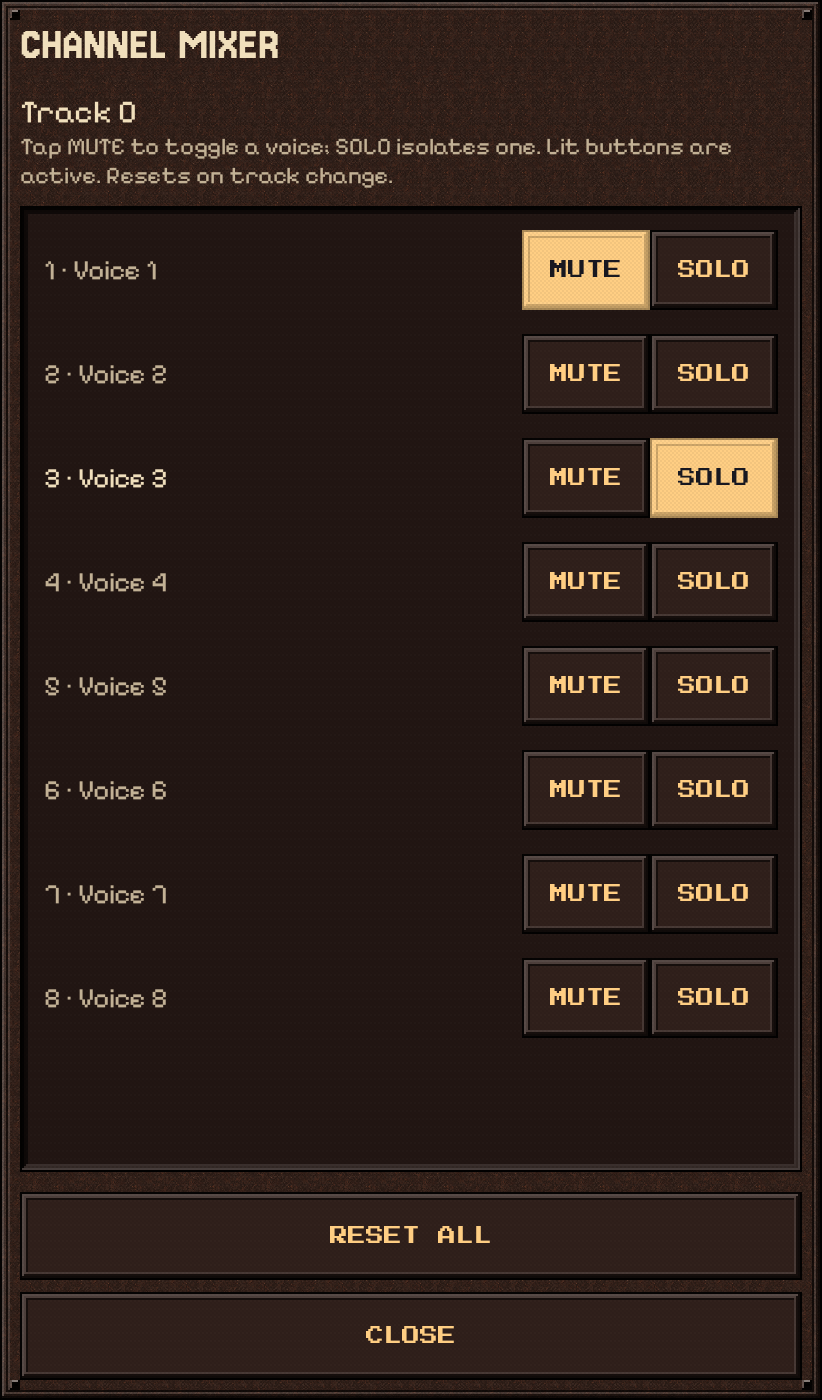 CHANNEL MIXER
Track 0
Tap MUTE to toggle a voice; SOLO isolates one. Lit buttons are
active. Resets on track change.
1 · Voice 1 MUTE SOLO
2 · Voice 2 MUTE SOLO
3 · Voice 3 MUTE SOLO
4 · Voice 4 MUTE SOLO
5 · Voice 5 MUTE SOLO
6 · Voice 6 MUTE SOLO
7 · Voice 7 MUTE SOLO
8 · Voice 8 MUTE SOLO
RESET ALL
CLOSE